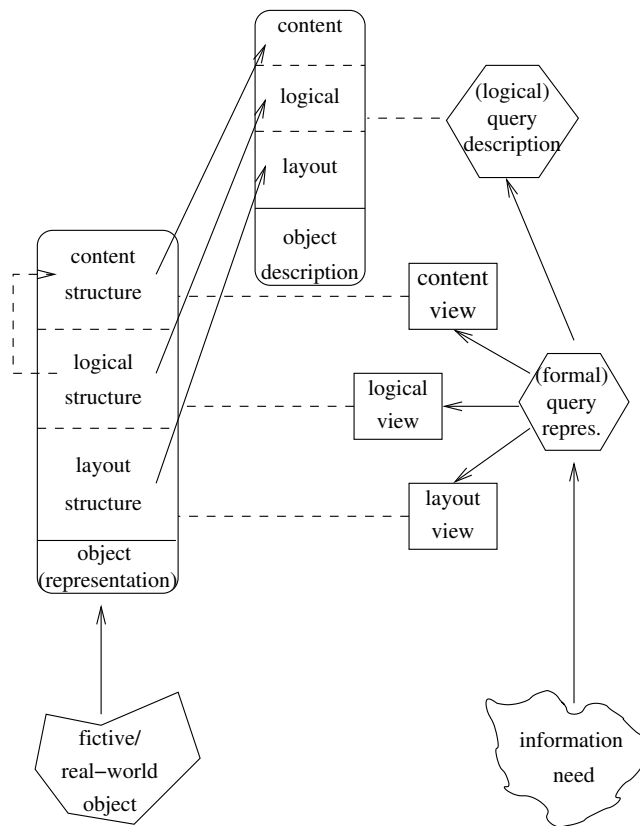 content
logical
layout
object
description
(logical)
query
description
content
structure
logical
structure
layout
structure
object
(representation)
content
view
logical
view
layout
view
(formal)
query
repres.
fictive/
real−world
object
information
need